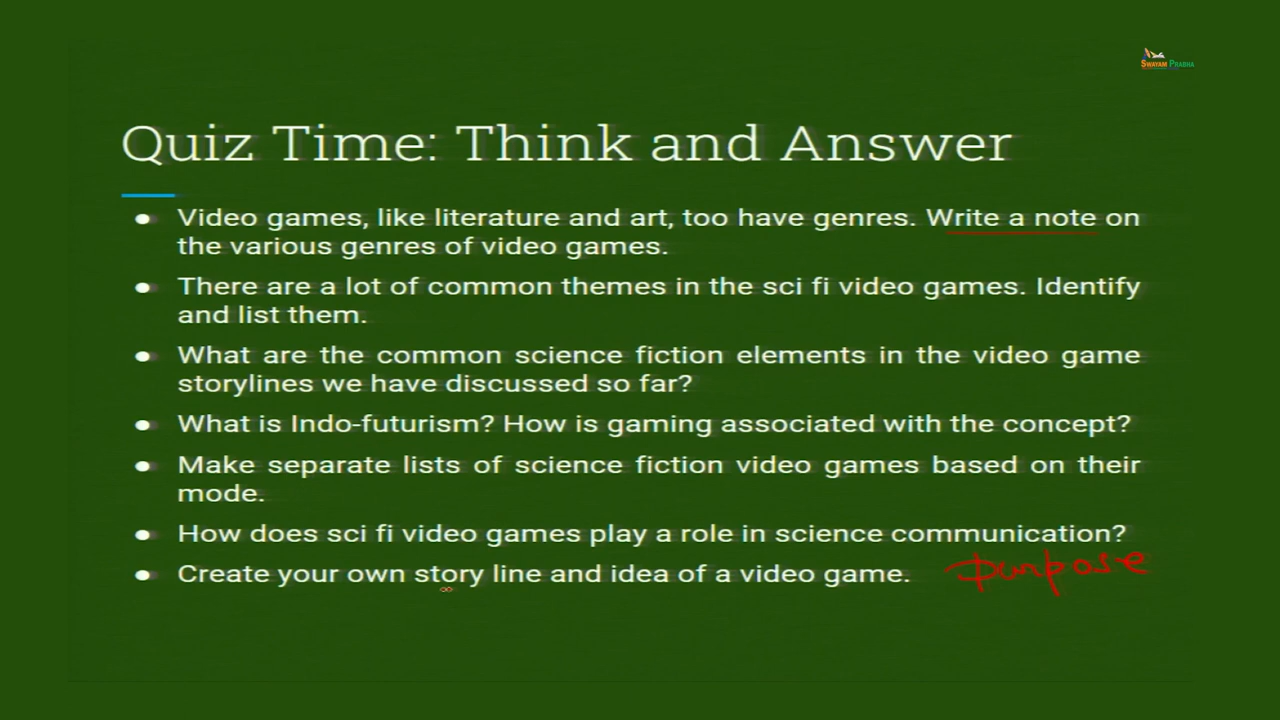 SWAYAM PRABHA
Quiz Time: Think and Answer
● Video games, like literature and art, too have genres. Write a note on
the various genres of video games.
● There are a lot of common themes in the sci fi video games. Identify
and list them.
● What are the common science fiction elements in the video game
storylines we have discussed so far?
● What is Indo-futurism? How is gaming associated with the concept?
● Make separate lists of science fiction video games based on their
mode.
● How does sci fi video games play a role in science communication?
● Create your own story line and idea of a video game.
purpose